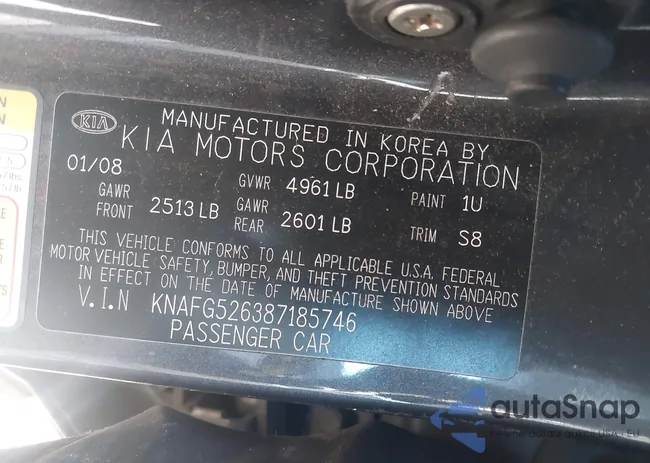 KIA
MANUFACTURED IN KOREA BY
KIA MOTORS CORPORATION
01/08
GVWR 4961 LB
PAINT 1U
GAWR FRONT 2513 LB
GAWR REAR 2601 LB
TRIM S8
THIS VEHICLE CONFORMS TO ALL APPLICABLE U.S.A. FEDERAL
MOTOR VEHICLE SAFETY, BUMPER, AND THEFT PREVENTION STANDARDS
IN EFFECT ON THE DATE OF MANUFACTURE SHOWN ABOVE
V.I.N KNAFG526387185746
PASSENGER CAR
autaSnap